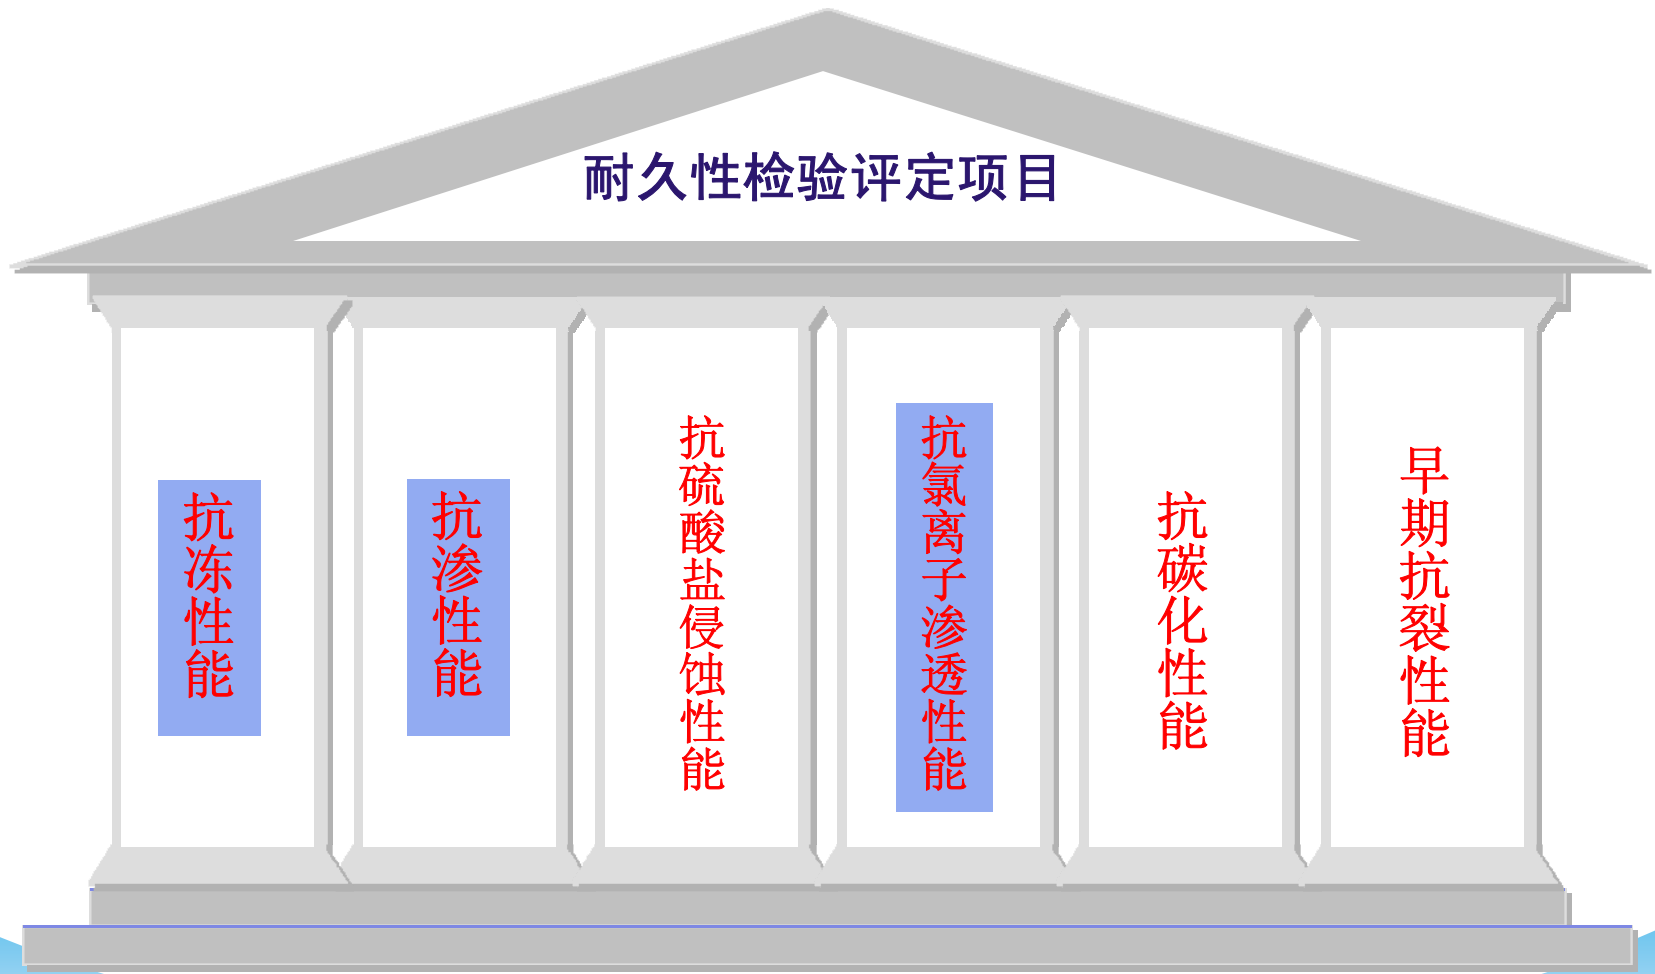 耐久性检验评定项目
抗冻性能
抗渗性能
抗硫酸盐侵蚀性能
抗氯离子渗透性能
抗碳化性能
早期抗裂性能